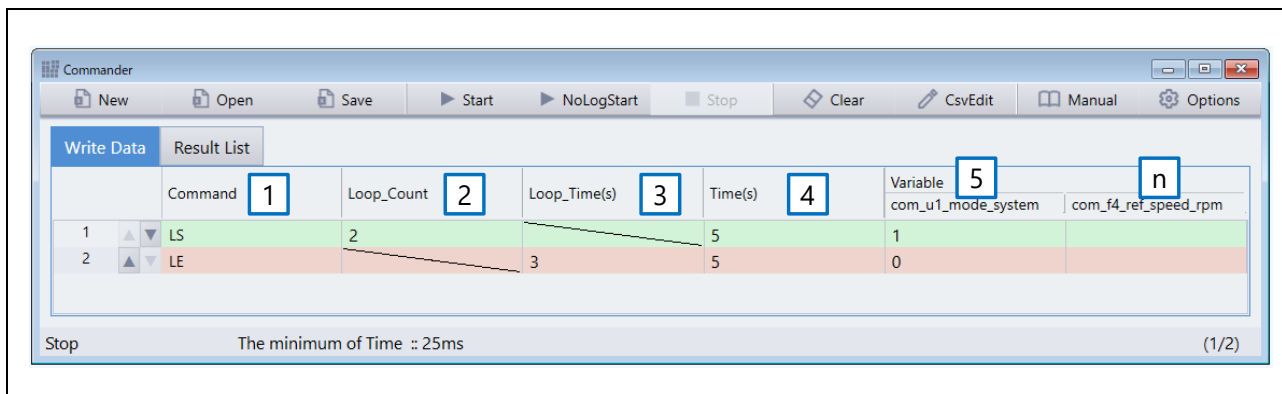 Commander
New Open Save Start NoLogStart Stop Clear CsvEdit Manual Options
Write Data Result List
Command 1 Loop_Count 2 Loop_Time(s) 3 Time(s) 4 Variable 5 n
com_u1_mode_system com_f4_ref_speed_rpm
1 LS 2 5 1
2 LE 3 5 0
Stop The minimum of Time :: 25ms (1/2)